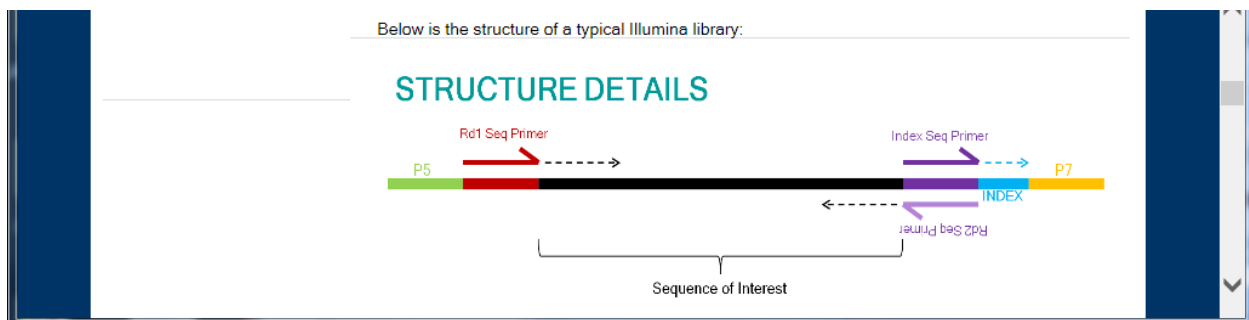 Below is the structure of a typical Illumina library:
STRUCTURE DETAILS
Rd1 Seq Primer
Index Seq Primer
P5
P7
INDEX
Rd2 Seq Primer
Sequence of Interest